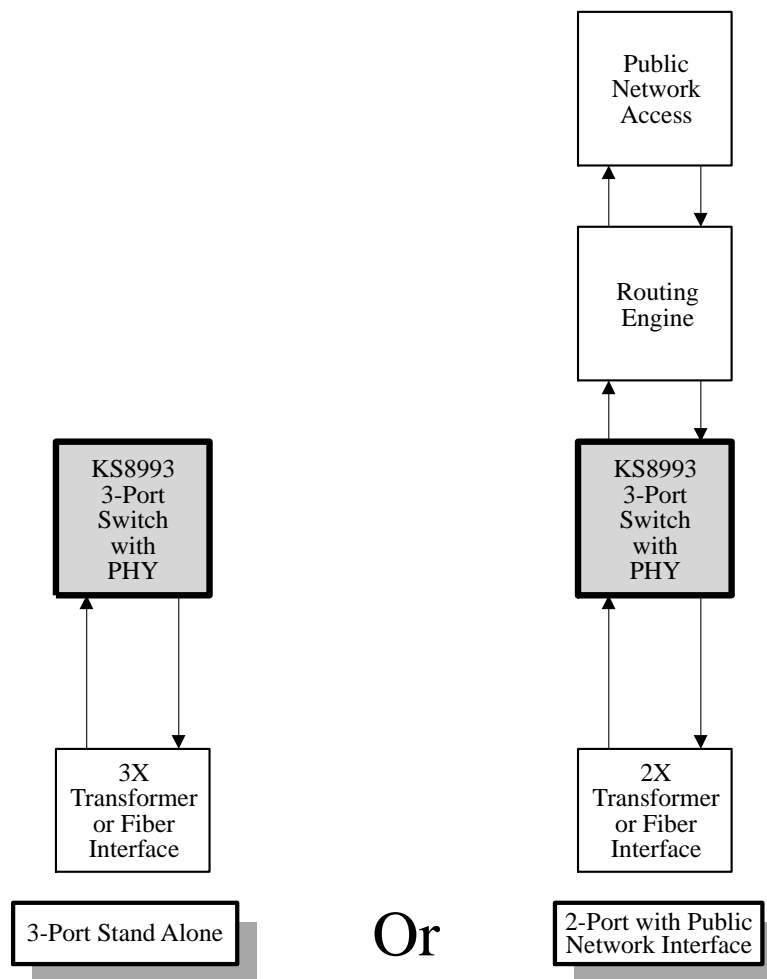 Public
Network
Access
Routing
Engine
KS8993
3-Port
Switch
with
PHY
KS8993
3-Port
Switch
with
PHY
3X
Transformer
or Fiber
Interface
2X
Transformer
or Fiber
Interface
3-Port Stand Alone
Or
2-Port with Public
Network Interface